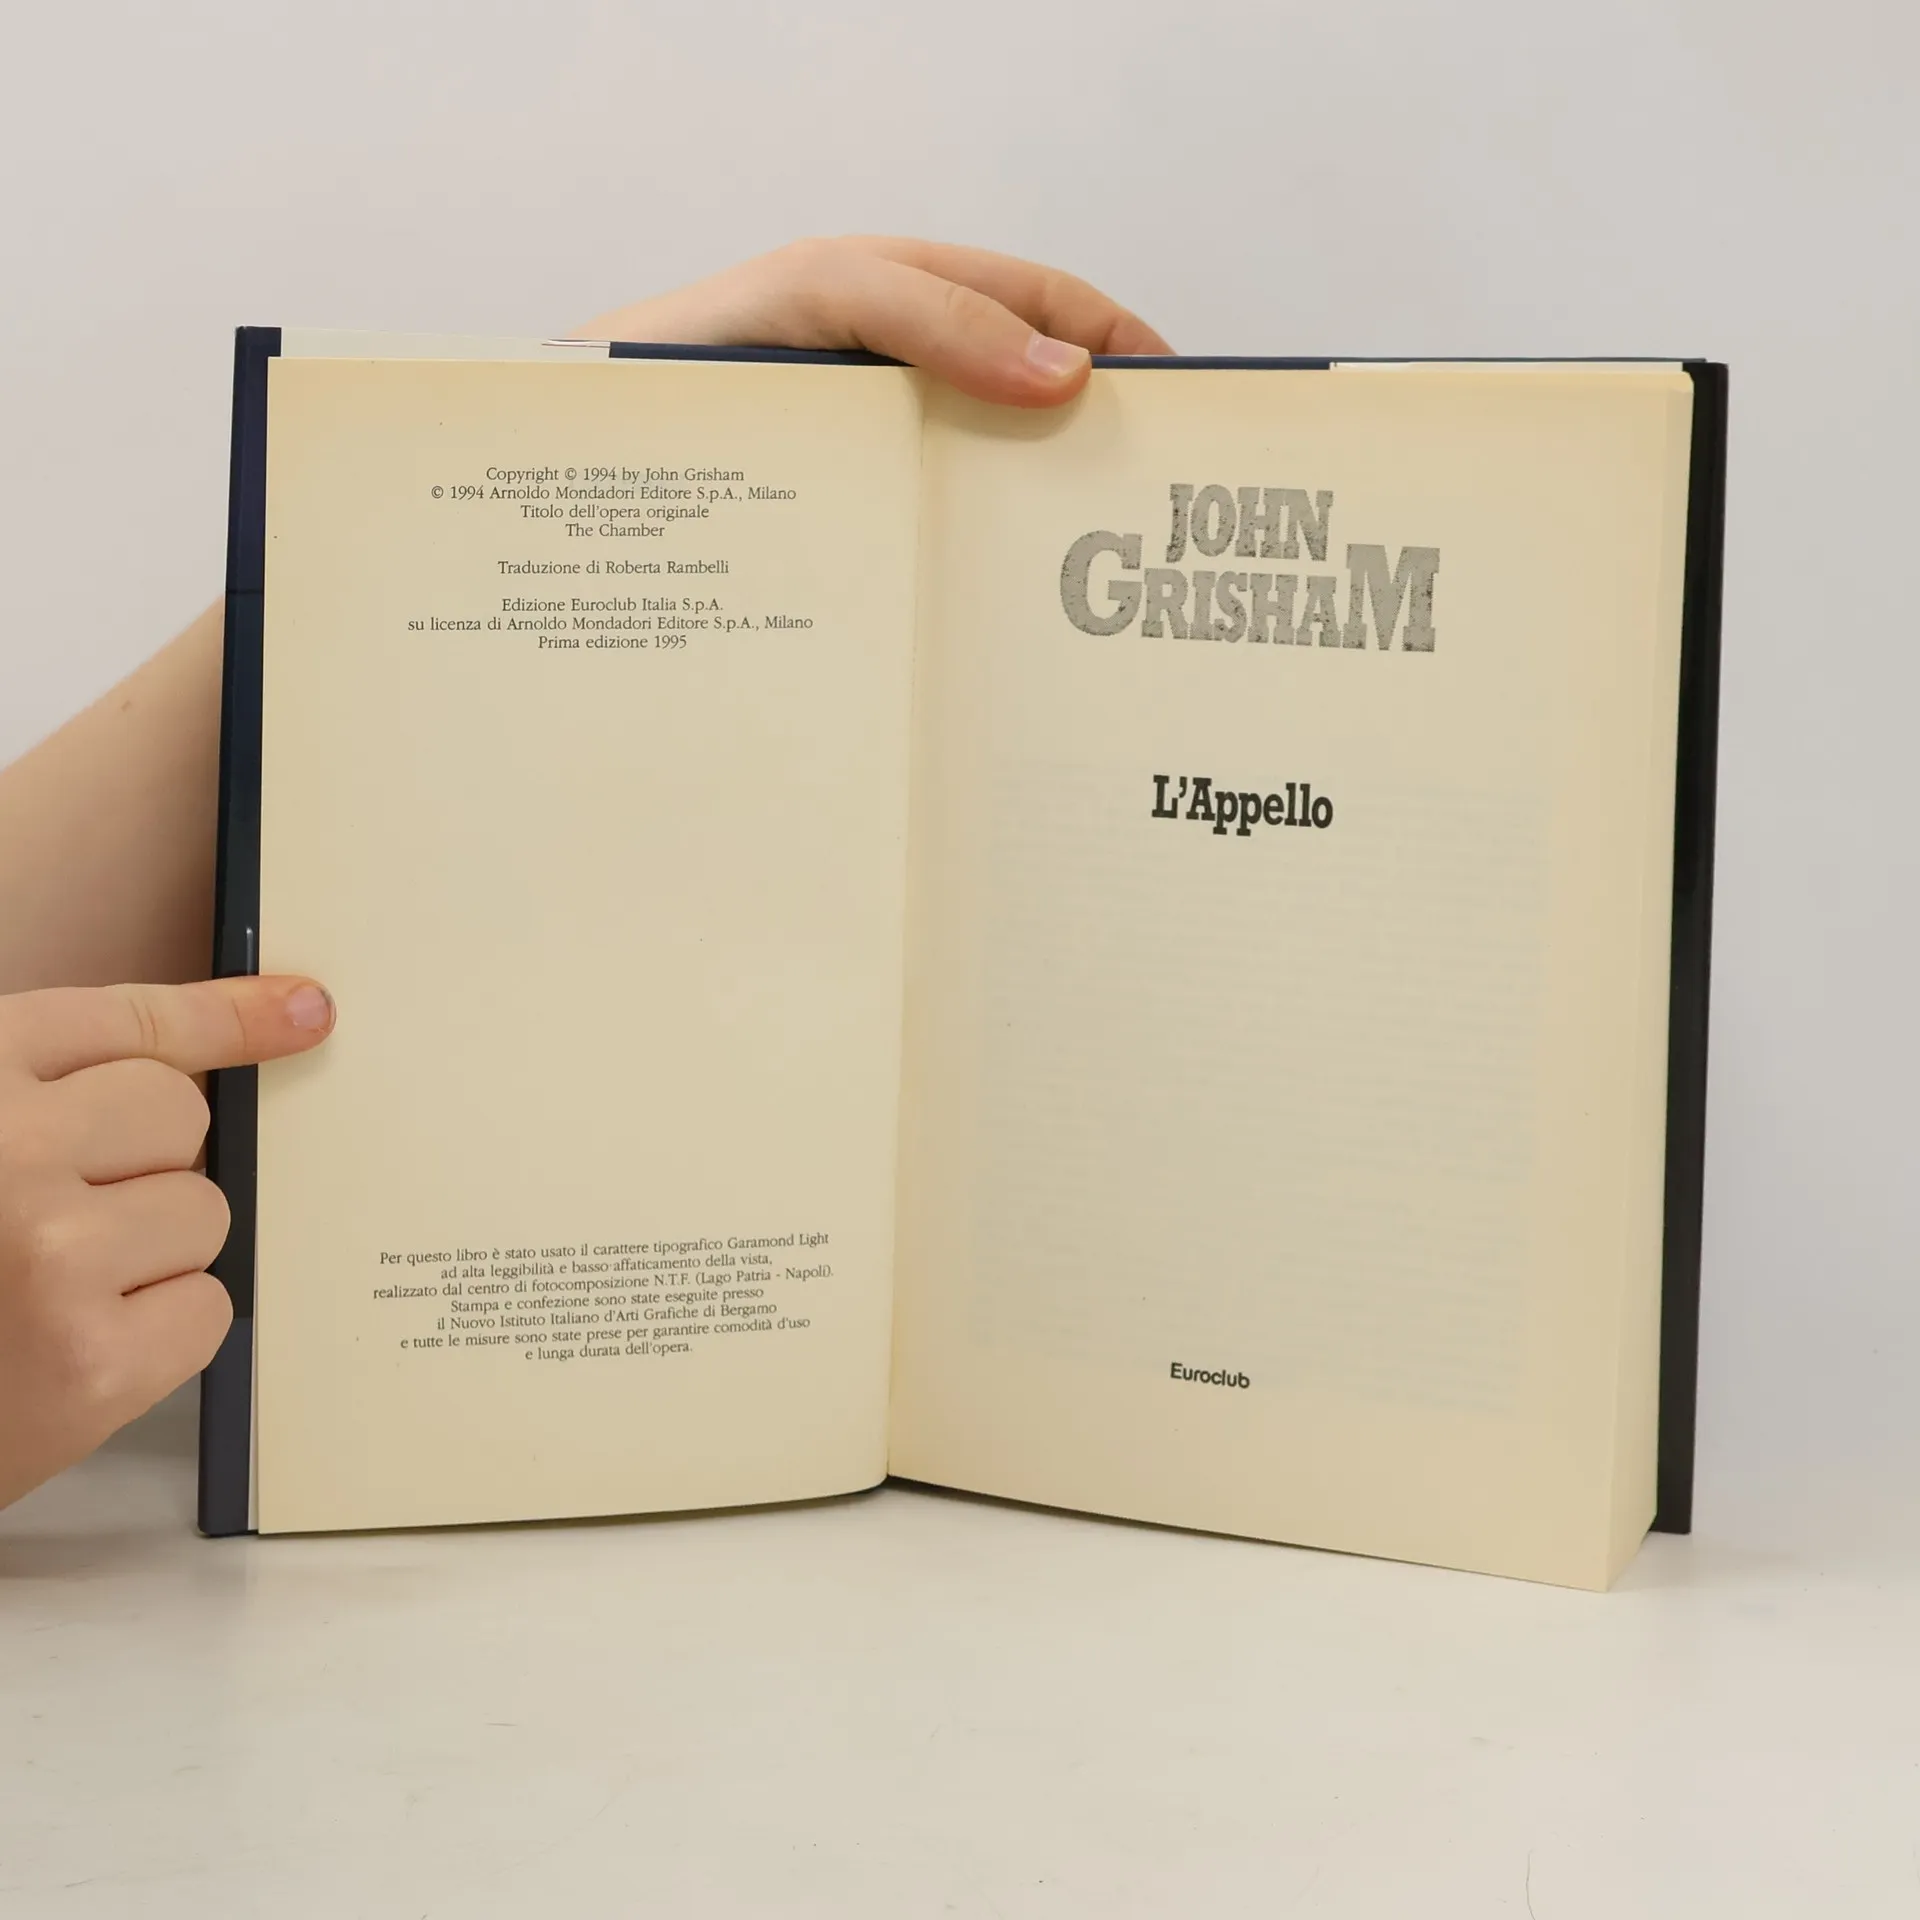 Copyright © 1994 by John Grisham
© 1994 Arnoldo Mondadori Editore S.p.A., Milano
Titolo dell'opera originale
The Chamber
Traduzione di Roberta Rambelli
Edizione Euroclub Italia S.p.A.
su licenza di Arnoldo Mondadori Editore S.p.A., Milano
Prima edizione 1995
Per questo libro è stato usato il carattere tipografico Garamond Light
ad alta leggibilità e basso affaticamento della vista,
realizzato dal centro di fotocomposizione N.T.F. (Lago Patria - Napoli).
Stampa e confezione sono state eseguite presso
il Nuovo Istituto Italiano d'Arti Grafiche di Bergamo
e tutte le misure sono state prese per garantire comodità d'uso
e lunga durata dell'opera.
JOHN
GRISHAM
L'Appello
Euroclub